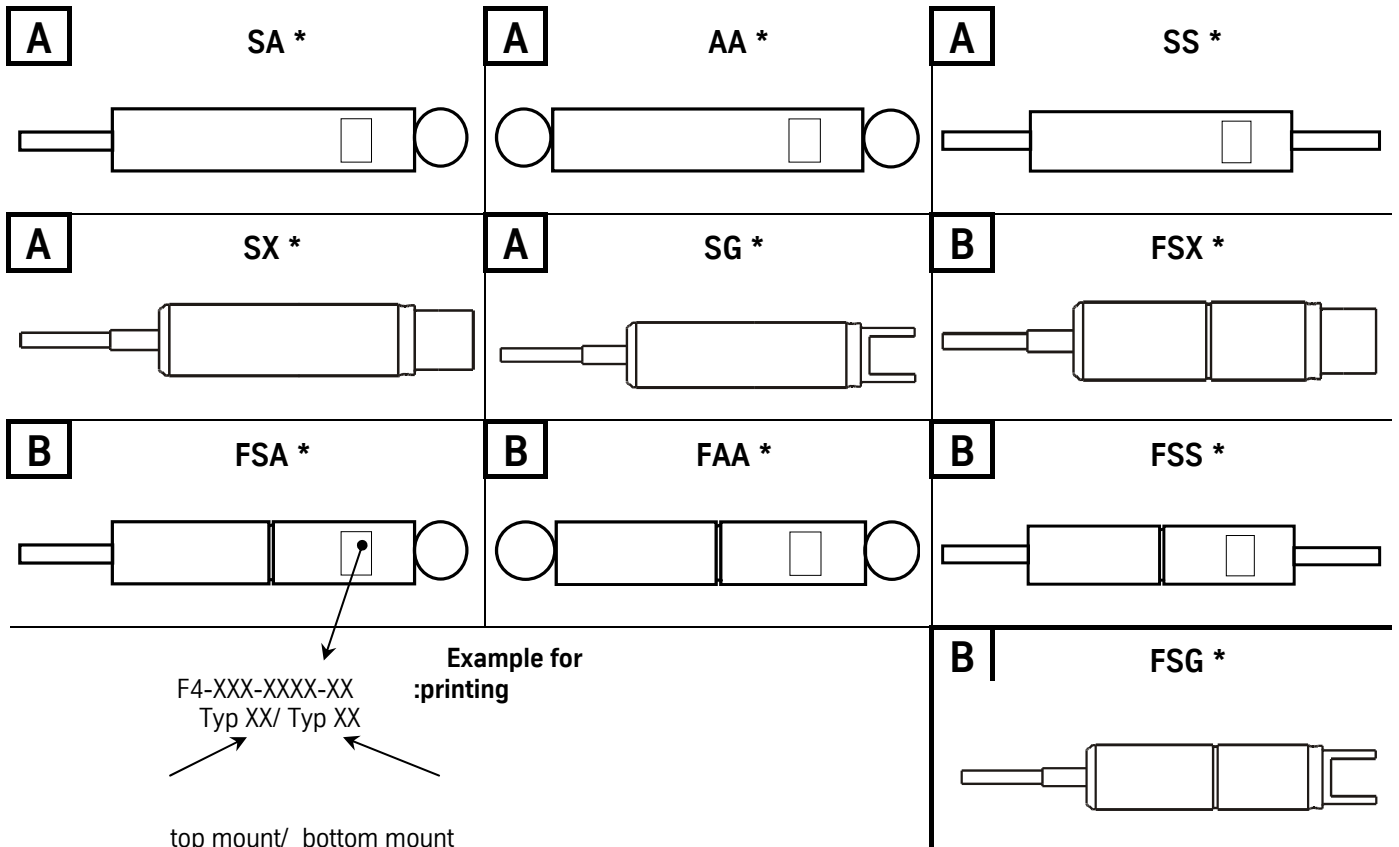 A
SA *
A
AA *
A
SS *
A
SX *
A
SG *
B
FSX *
B
FSA *
B
FAA *
B
FSS *
Example for
:printing
F4-XXX-XXXX-XX
Typ XX/ Typ XX
top mount/ bottom mount
B
FSG *